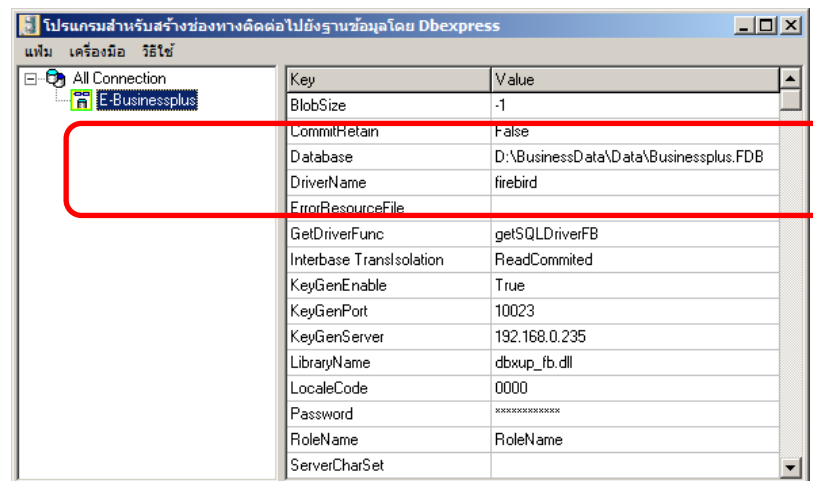 โปรแกรมสำหรับสร้างช่องทางติดต่อไปยังฐานข้อมูลโดย Dbexpress
แฟ้ม เครื่องมือ วิธีใช้
All Connection
E-Businessplus
Key Value
BlobSize -1
CommitRetain False
Database D:\BusinessData\Data\Businessplus.FDB
DriverName firebird
ErrorResourceFile
GetDriverFunc getSQLDriverFB
Interbase TransIsolation ReadCommited
KeyGenEnable True
KeyGenPort 10023
KeyGenServer 192.168.0.235
LibraryName dbxup_fb.dll
LocaleCode 0000
Password xxxxxxxxxxxx
RoleName RoleName
ServerCharSet